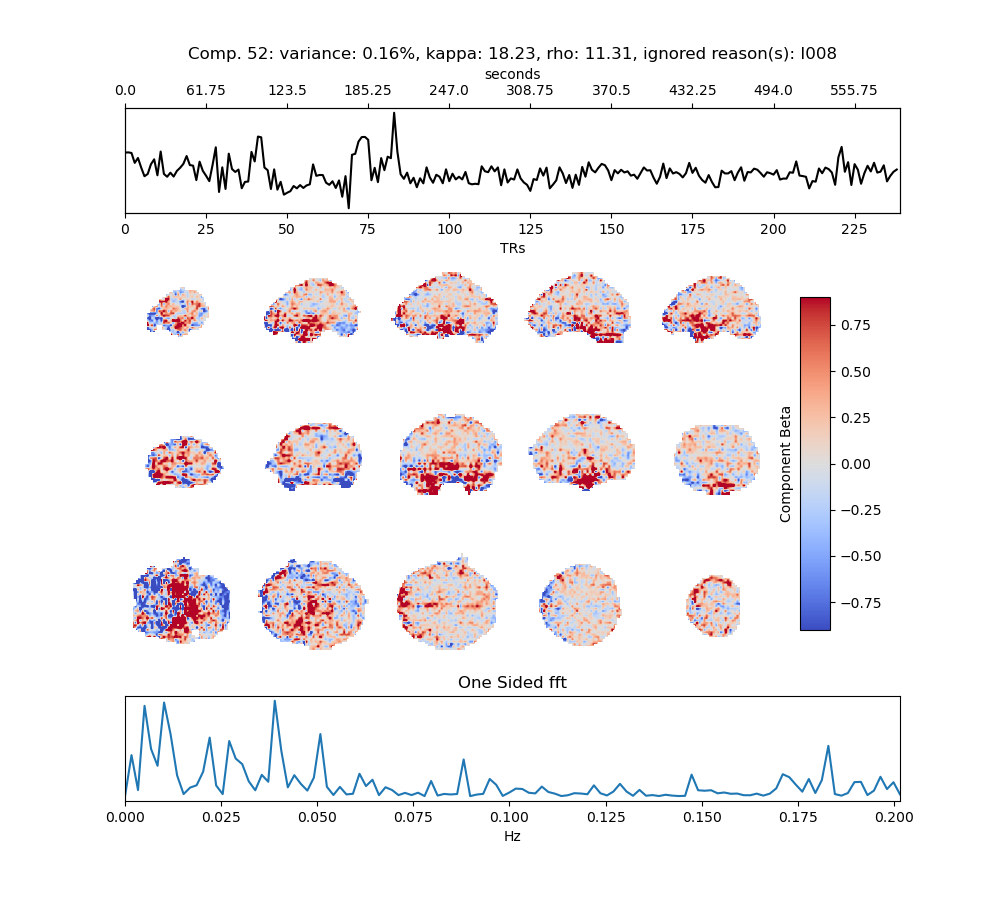 Comp. 52: variance: 0.16%, kappa: 18.23, rho: 11.31, ignored reason(s): I008
seconds
0.0 61.75 123.5 185.25 247.0 308.75 370.5 432.25 494.0 555.75
0 25 50 75 100 125 150 175 200 225
TRs
0.75
0.50
0.25
0.00
−0.25
−0.50
−0.75
Component Beta
One Sided fft
0.000 0.025 0.050 0.075 0.100 0.125 0.150 0.175 0.200
Hz